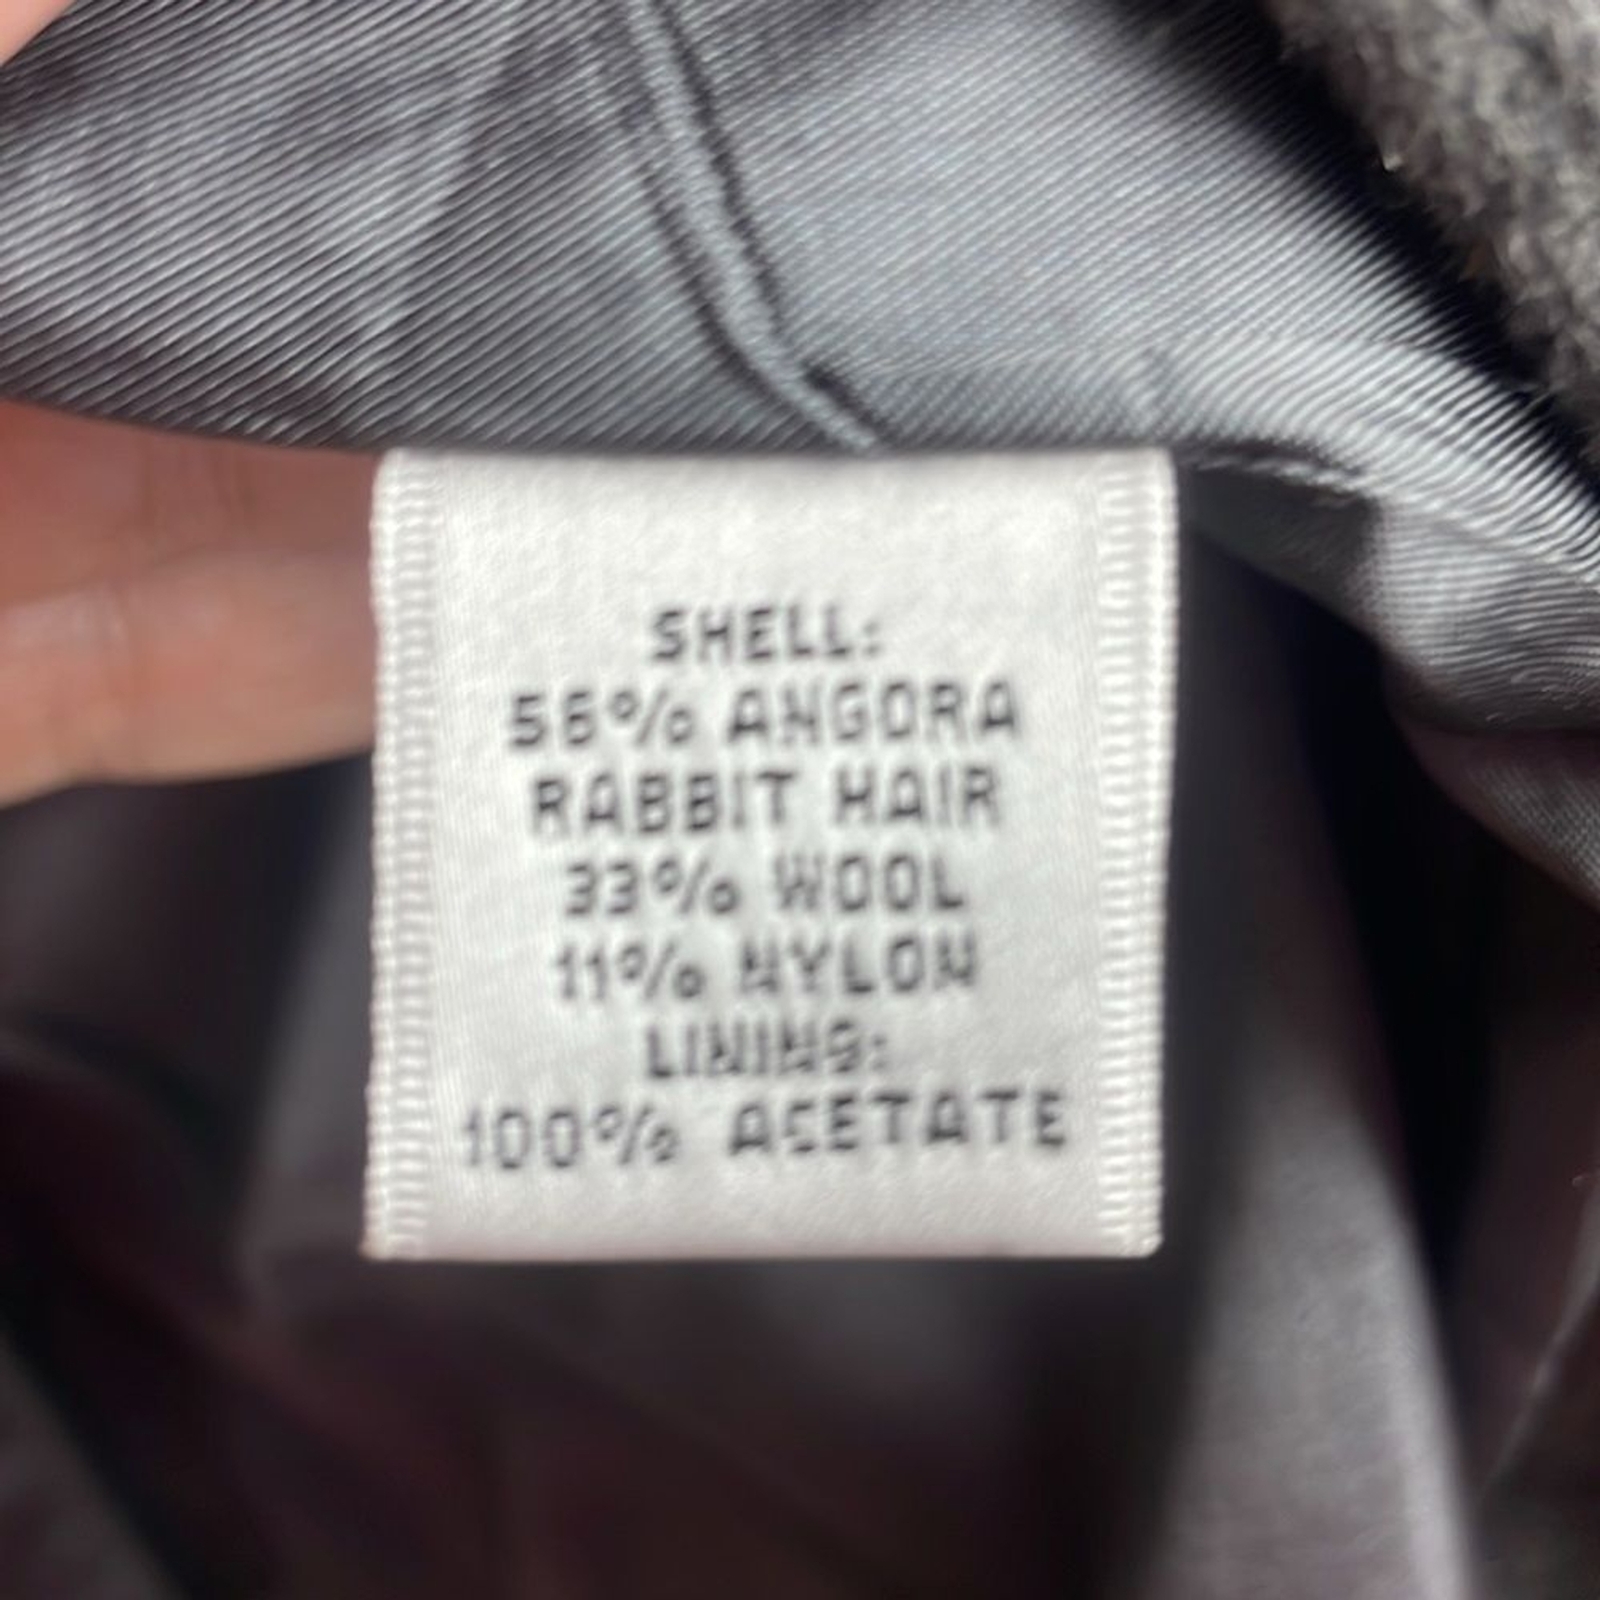 SHELL:
56% ANGORA
RABBIT HAIR
33% WOOL
11% NYLON
LINING:
100% ACETATE